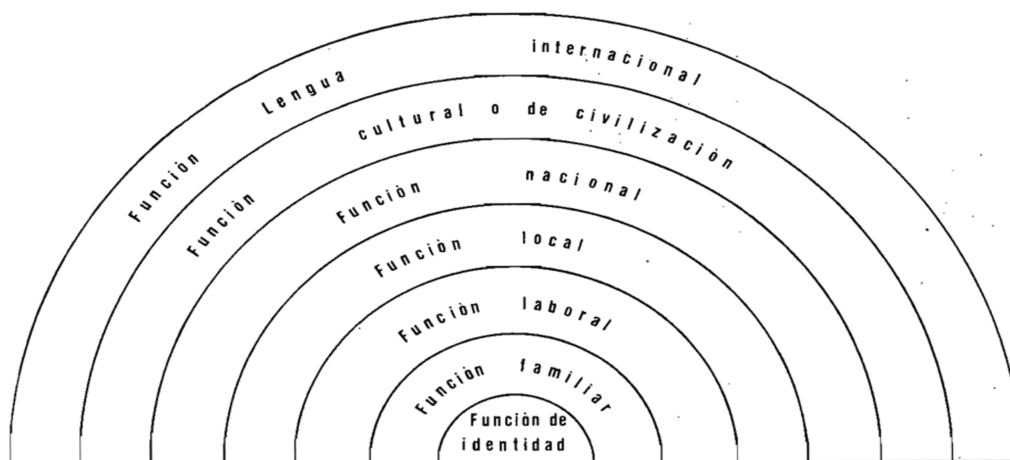 Función Lengua internacional
Función cultural o de civilización
Función nacional
Función local
Función laboral
Función familiar
Función de
identidad